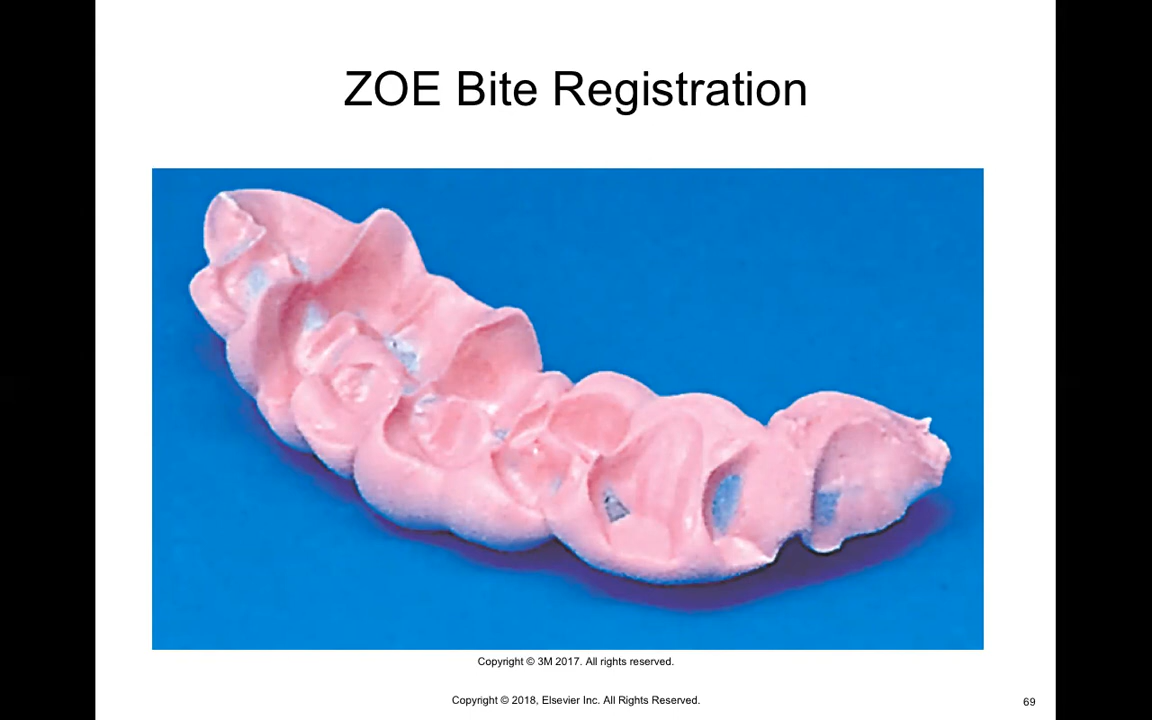 ZOE Bite Registration
Copyright © 3M 2017. All rights reserved.
Copyright © 2018, Elsevier Inc. All Rights Reserved.
69